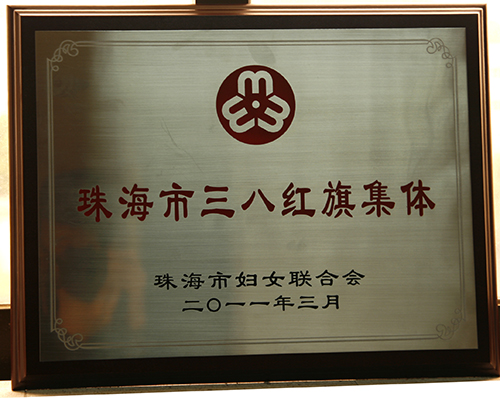 珠海市三八红旗集体
珠海市妇女联合会
二〇一一年三月